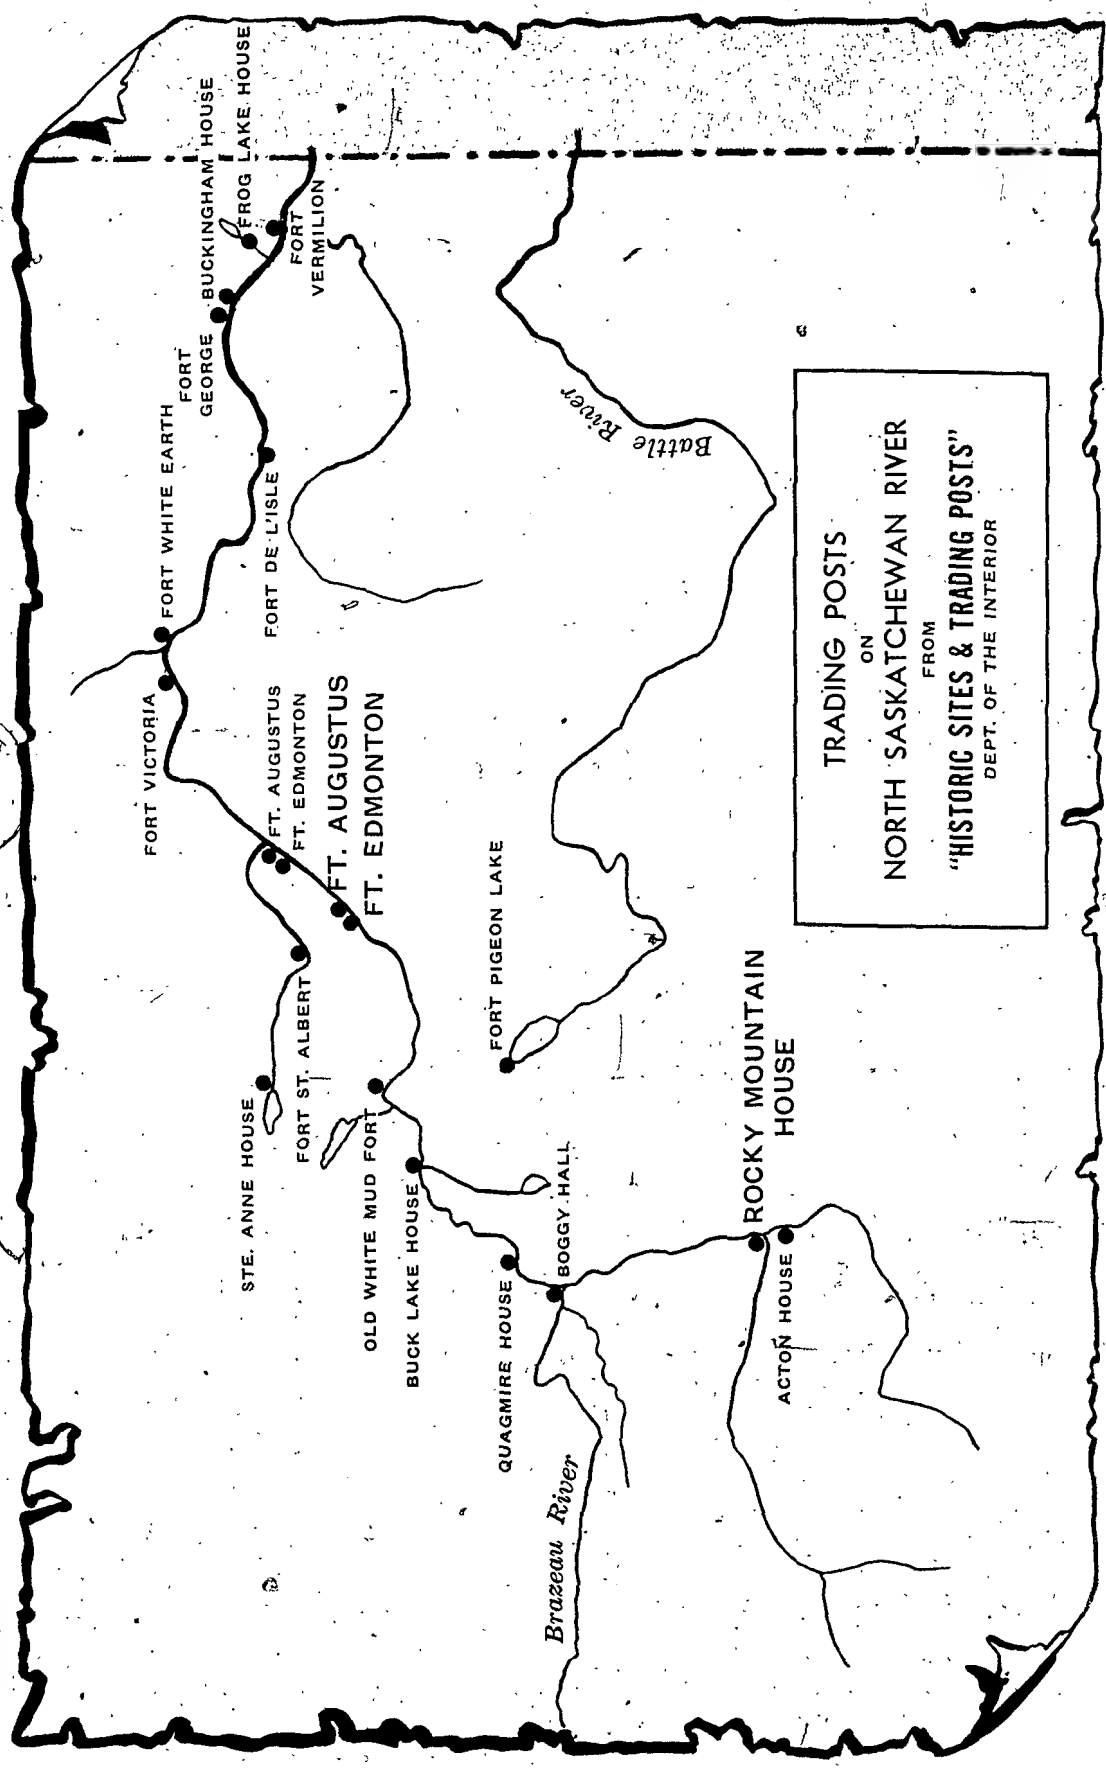 FROG LAKE HOUSE
BUCKINGHAM HOUSE
FORT
VERMILION
FORT
GEORGE
FORT WHITE EARTH
FORT DE L'ISLE
FORT VICTORIA
FT. AUGUSTUS
FT. EDMONTON
FT. AUGUSTUS
FT. EDMONTON
FORT ST. ALBERT
STE. ANNE HOUSE
OLD WHITE MUD FORT
BUCK LAKE HOUSE
FORT PIGEON LAKE
QUAGMIRE HOUSE
BOGGY HALL
ROCKY MOUNTAIN
HOUSE
ACTON HOUSE
Brazeau River
Battle River
TRADING POSTS
ON
NORTH SASKATCHEWAN RIVER
FROM
"HISTORIC SITES & TRADING POSTS"
DEPT. OF THE INTERIOR